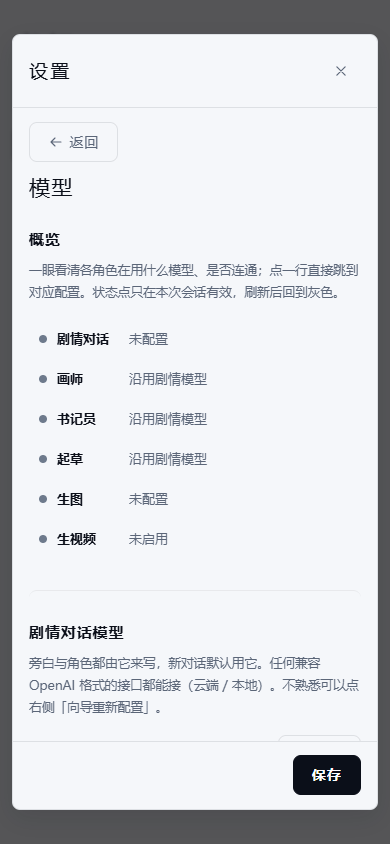 设置
← 返回
模型
概览
一眼看清各角色在用什么模型、是否连通；点一行直接跳到
对应配置。状态点只在本次会话有效，刷新后回到灰色。
剧情对话 未配置
画师 沿用剧情模型
书记员 沿用剧情模型
起草 沿用剧情模型
生图 未配置
生视频 未启用
剧情对话模型
旁白与角色都由它来写，新对话默认用它。任何兼容
OpenAI 格式的接口都能接（云端 / 本地）。不熟悉可以点
右侧「向导重新配置」。
保存